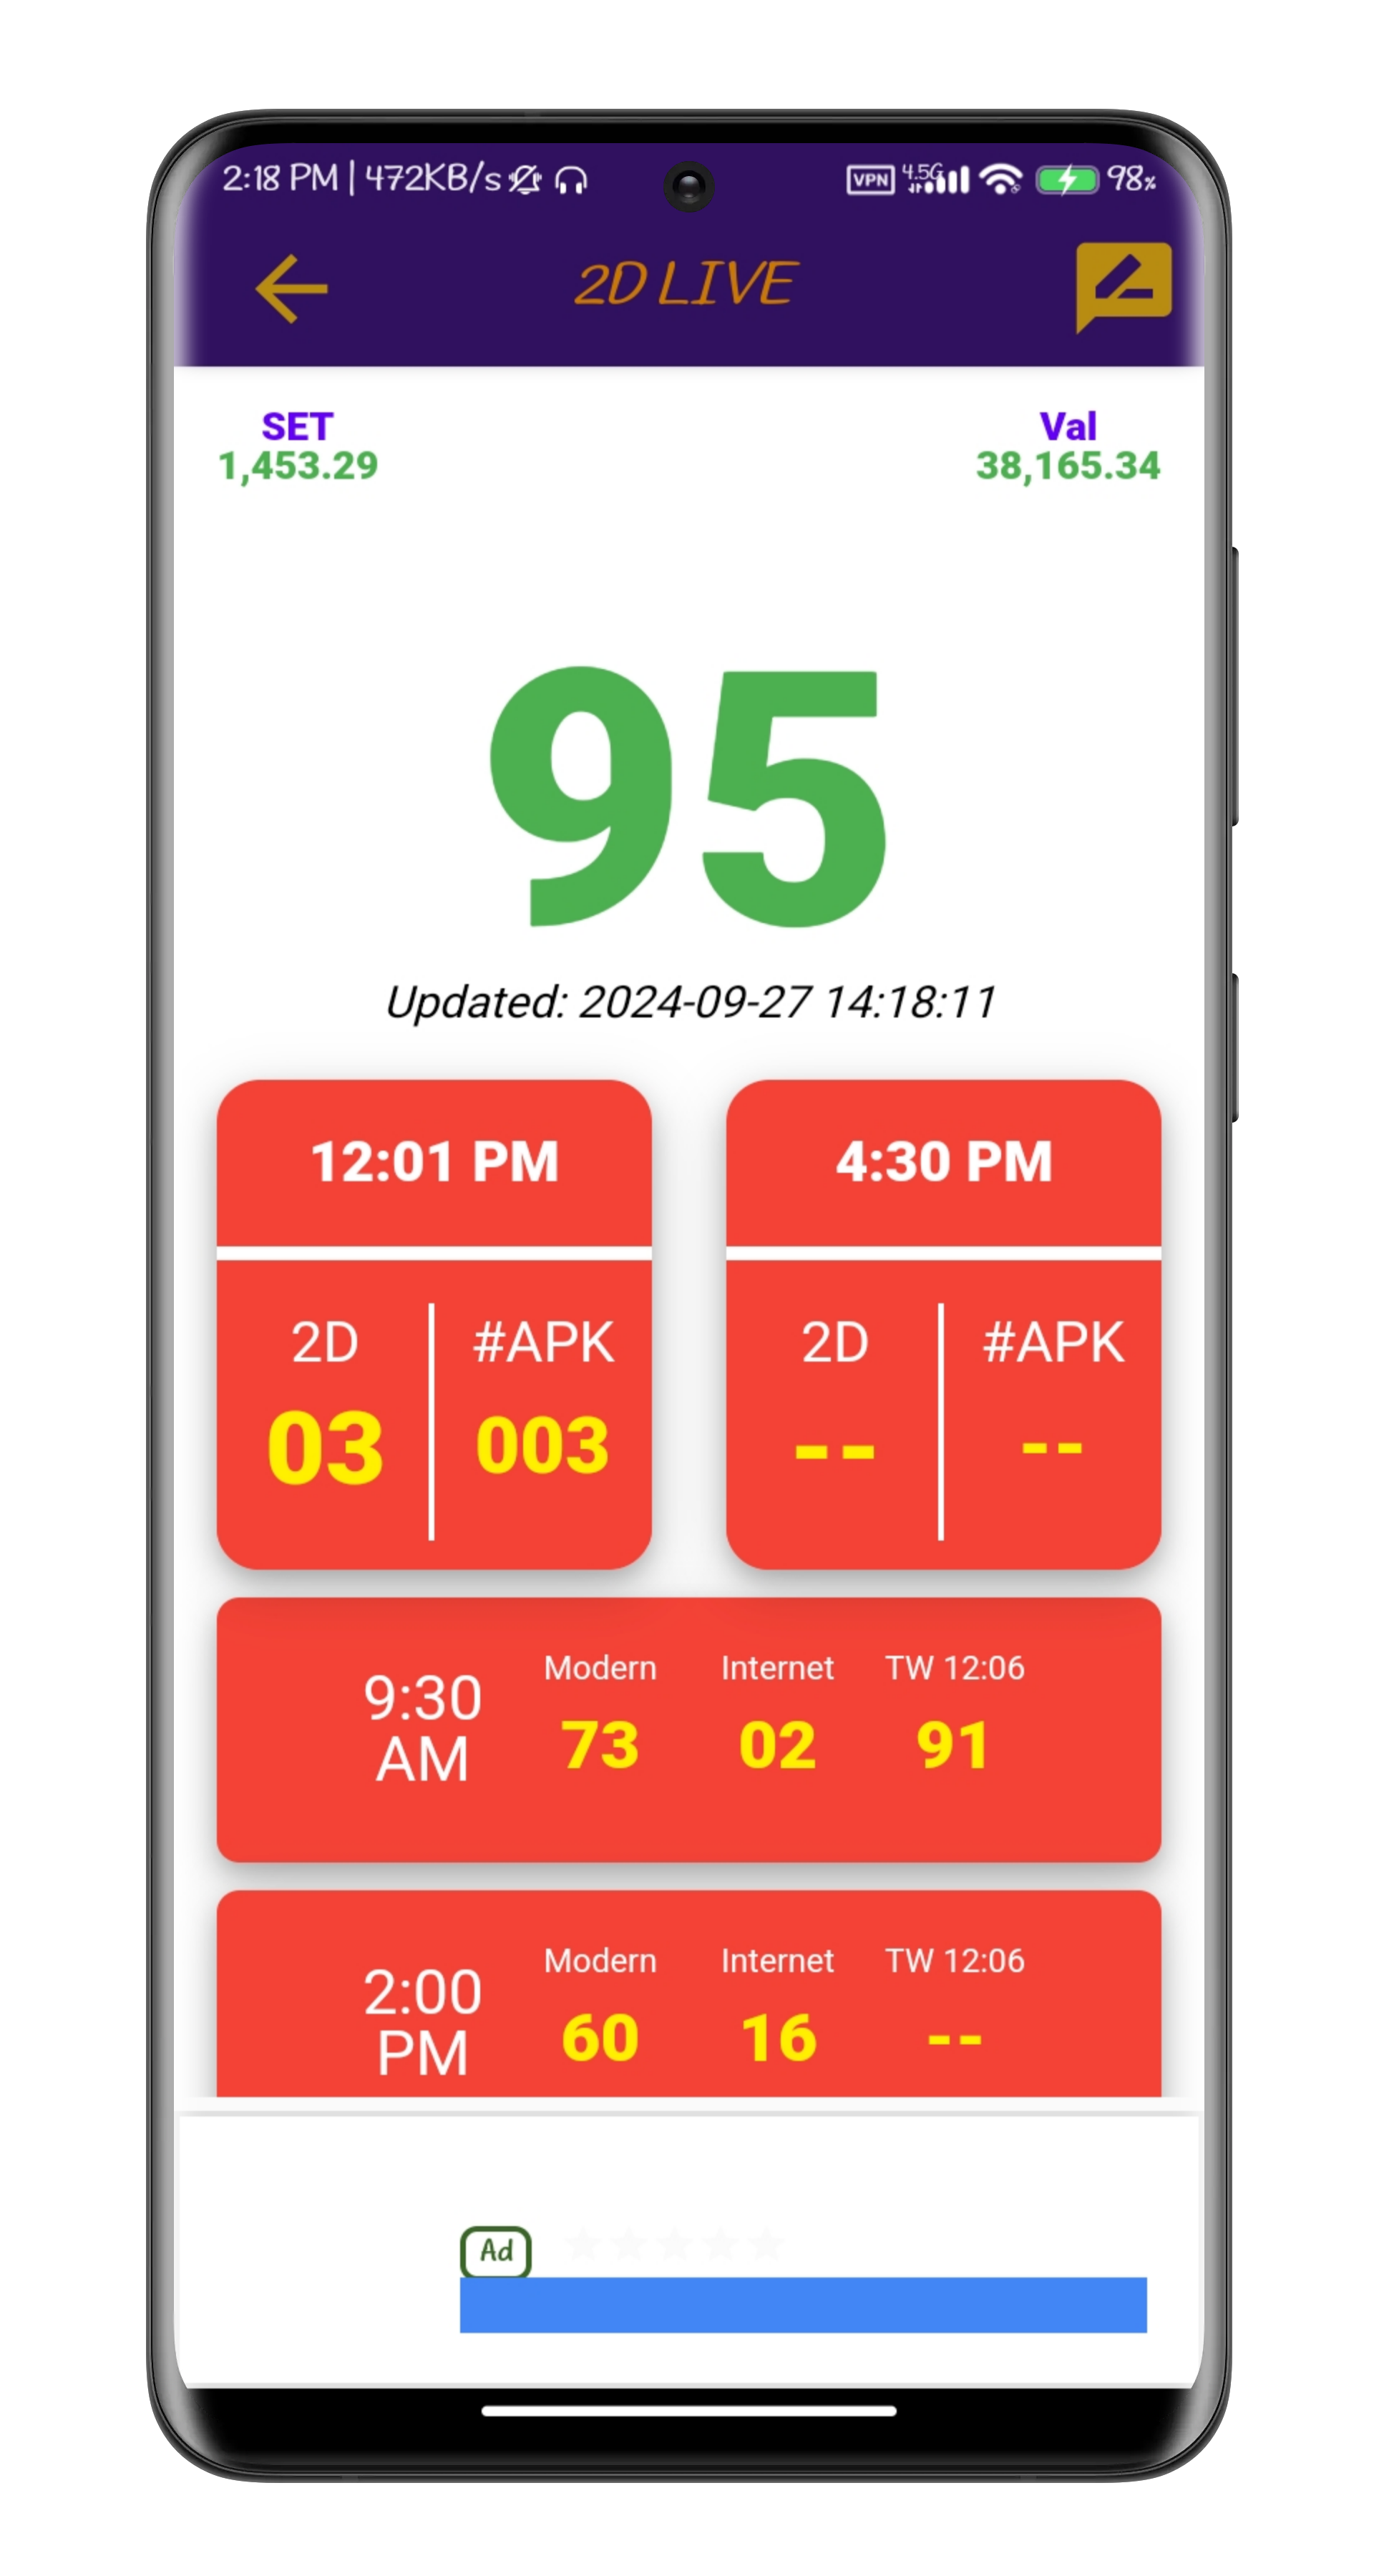 2:18 PM | 472KB/s VPN 4.5G 98%
2D LIVE
SET Val
1,453.29 38,165.34
95
Updated: 2024-09-27 14:18:11
12:01 PM 4:30 PM
2D #APK 2D #APK
03 003 -- --
Modern Internet TW 12:06
9:30
AM
73 02 91
Modern Internet TW 12:06
2:00
PM
60 16 --
Ad